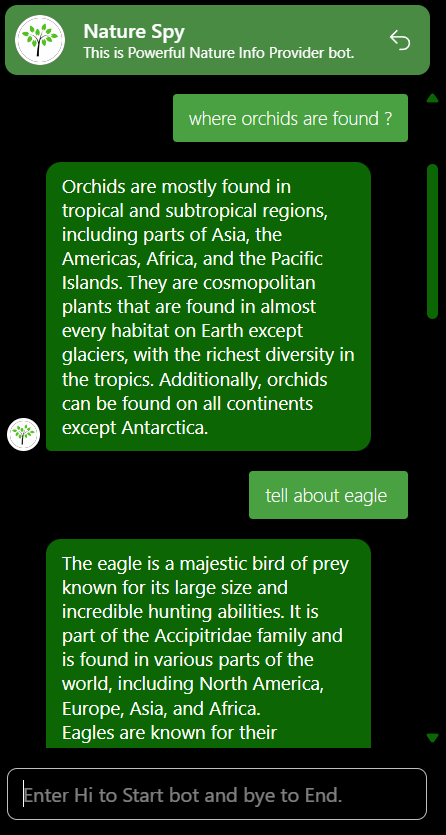 Nature Spy
This is Powerful Nature Info Provider bot.
where orchids are found ?
Orchids are mostly found in
tropical and subtropical regions,
including parts of Asia, the
Americas, Africa, and the Pacific
Islands. They are cosmopolitan
plants that are found in almost
every habitat on Earth except
glaciers, with the richest diversity in
the tropics. Additionally, orchids
can be found on all continents
except Antarctica.
tell about eagle
The eagle is a majestic bird of prey
known for its large size and
incredible hunting abilities. It is
part of the Accipitridae family and
is found in various parts of the
world, including North America,
Europe, Asia, and Africa.
Eagles are known for their
Enter Hi to Start bot and bye to End.